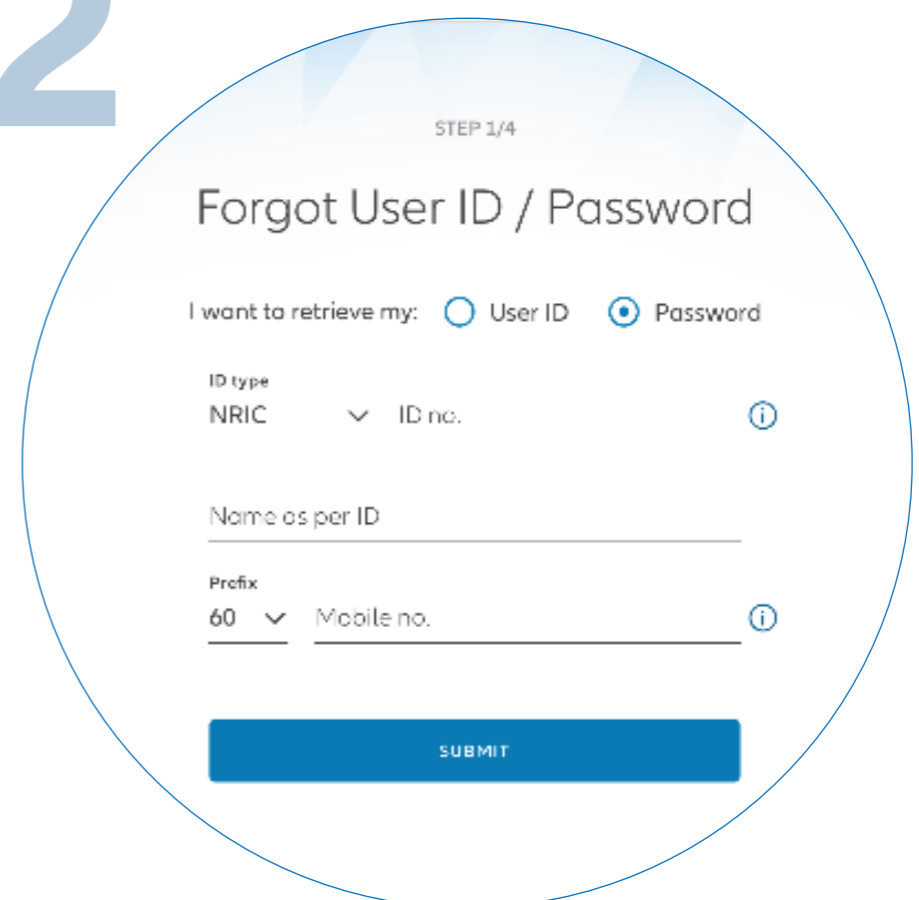 2
STEP 1/4
Forgot User ID / Password
I want to retrieve my: User ID Password
ID type
NRIC ID no.
Name as per ID
Prefix
60 Mobile no.
SUBMIT